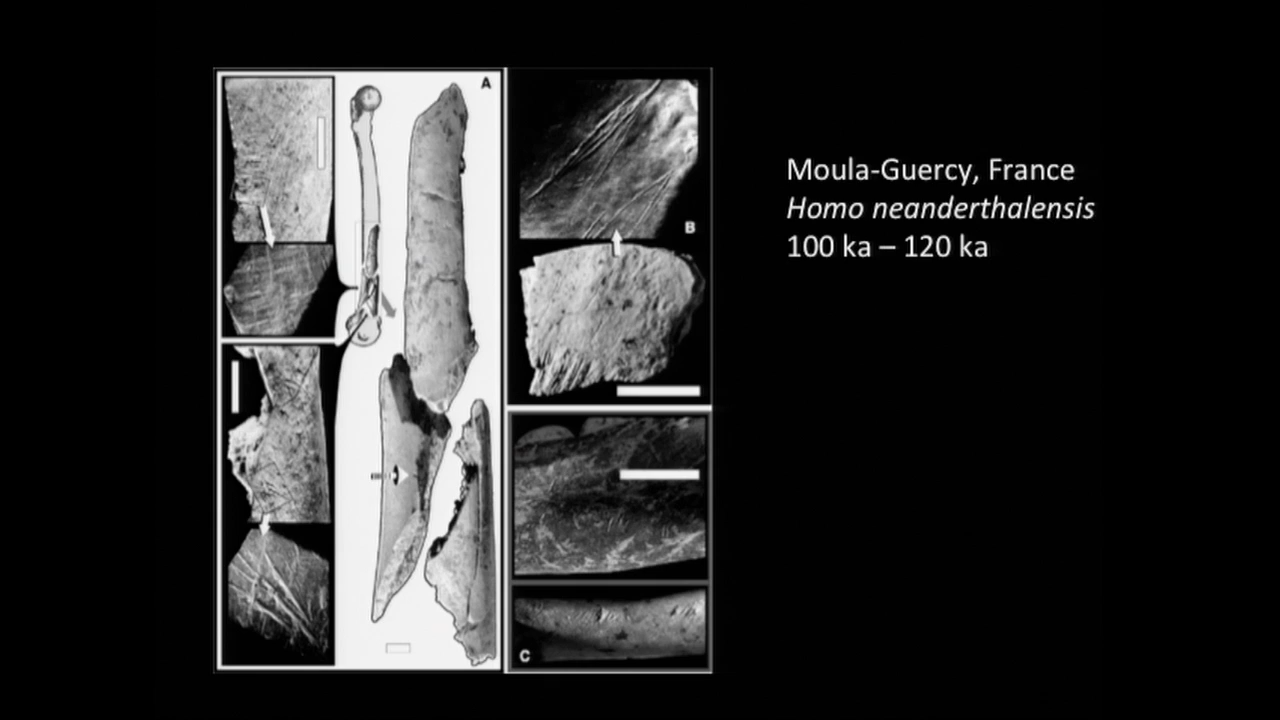 A
B
C
Moula-Guercy, France
Homo neanderthalensis
100 ka – 120 ka